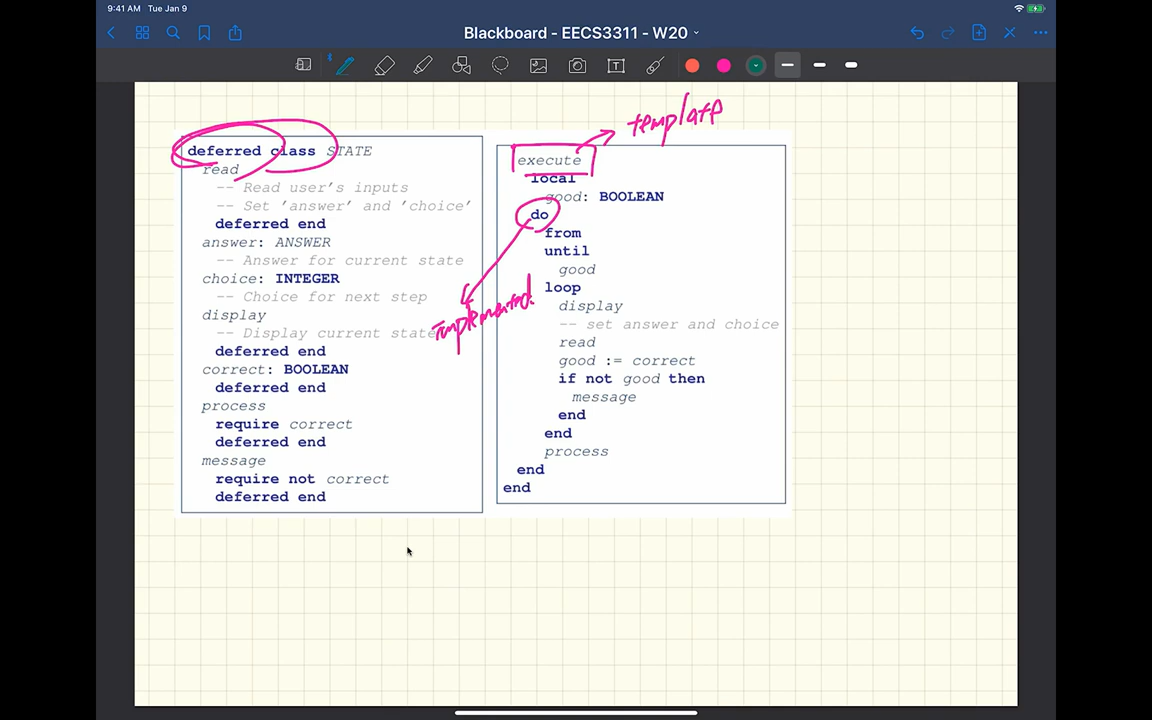 9:41 AM Tue Jan 9
Blackboard - EECS3311 - W20
deferred class STATE
read
-- Read user's inputs
-- Set 'answer' and 'choice'
deferred end
answer: ANSWER
-- Answer for current state
choice: INTEGER
-- Choice for next step
display
-- Display current state
deferred end
correct: BOOLEAN
deferred end
process
require correct
deferred end
message
require not correct
deferred end
template
execute
local
good: BOOLEAN
do
from
until
good
loop
display
-- set answer and choice
read
good := correct
if not good then
message
end
end
process
end
end
implemented.